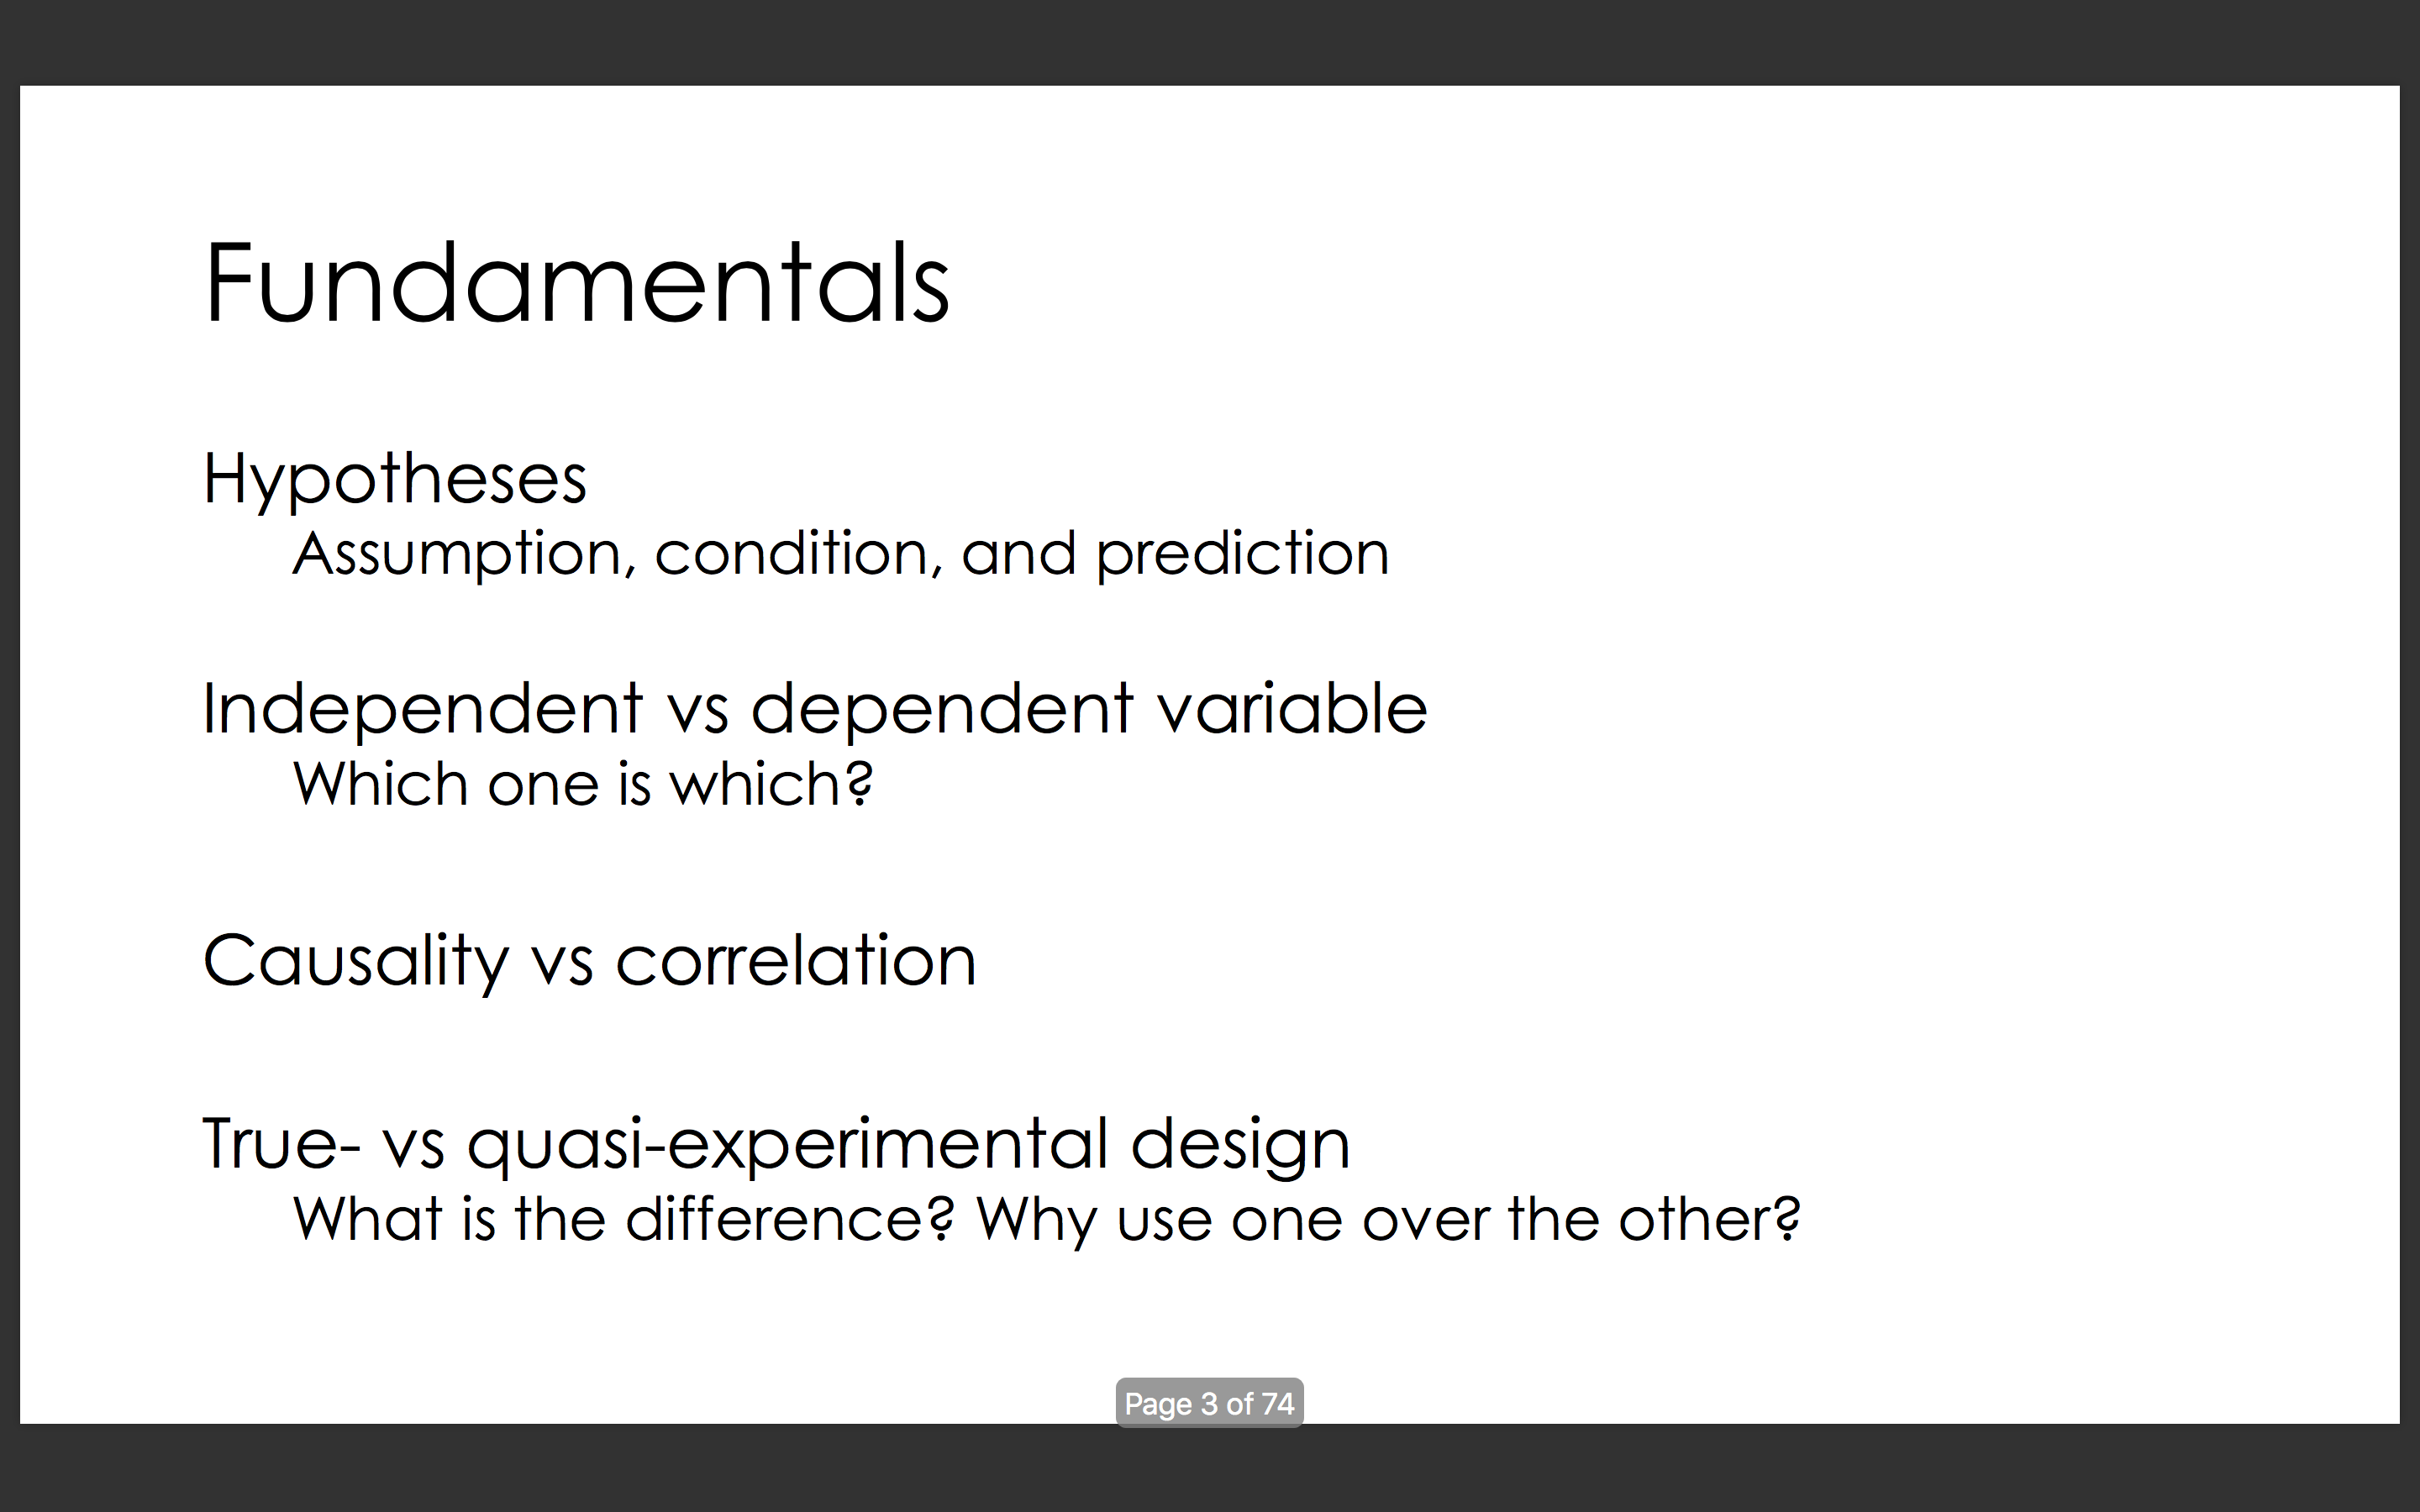 Fundamentals
Hypotheses
Assumption, condition, and prediction
Independent vs dependent variable
Which one is which?
Causality vs correlation
True- vs quasi-experimental design
What is the difference? Why use one over the other?
Page 3 of 74